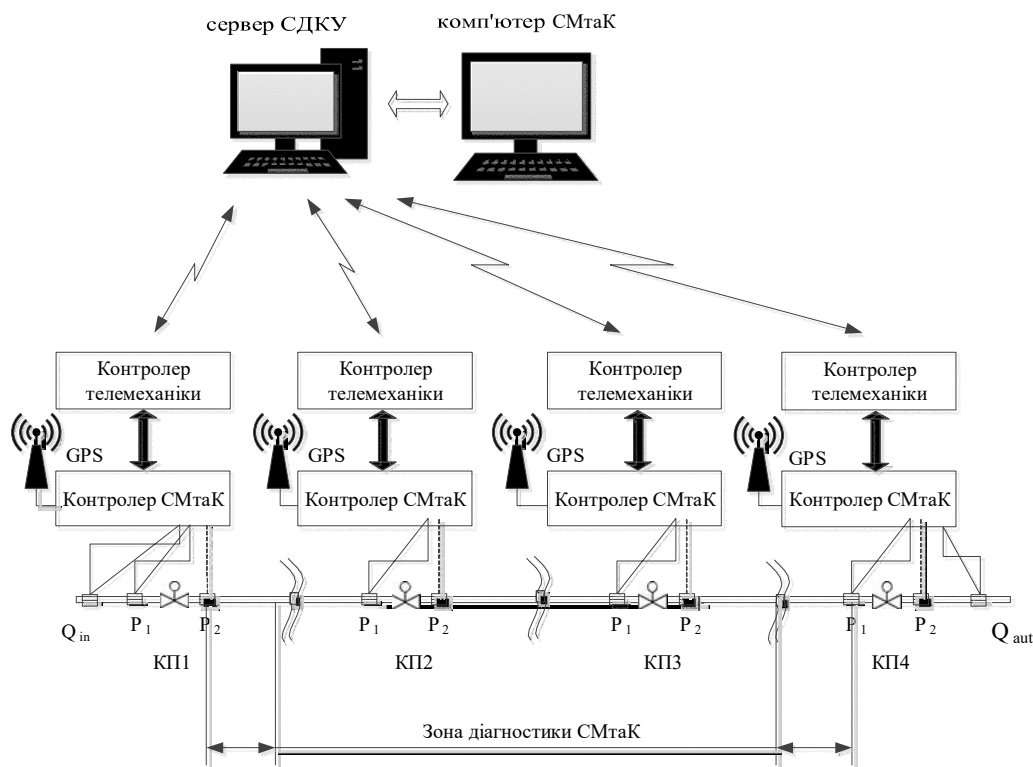 сервер СДКУ
комп'ютер СМтаК
Контролер
телемеханіки
Контролер
телемеханіки
Контролер
телемеханіки
Контролер
телемеханіки
GPS
GPS
GPS
GPS
Контролер СМтаК
Контролер СМтаК
Контролер СМтаК
Контролер СМтаК
Q in
P 1
P 2
P 1
P 2
P 1
P 2
P 1
P 2
Q aut
КП1
КП2
КП3
КП4
Зона діагностики СМтаК